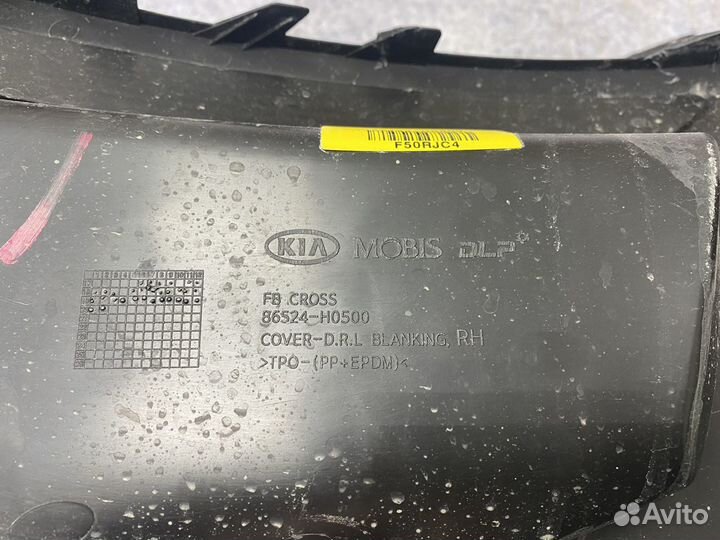 F50RJC4
KIA MOBIS DLP
FB CROSS
86524-H0500
COVER-D.R.L BLANKING, RH
>TPO-(PP+EPDM)<
Avito